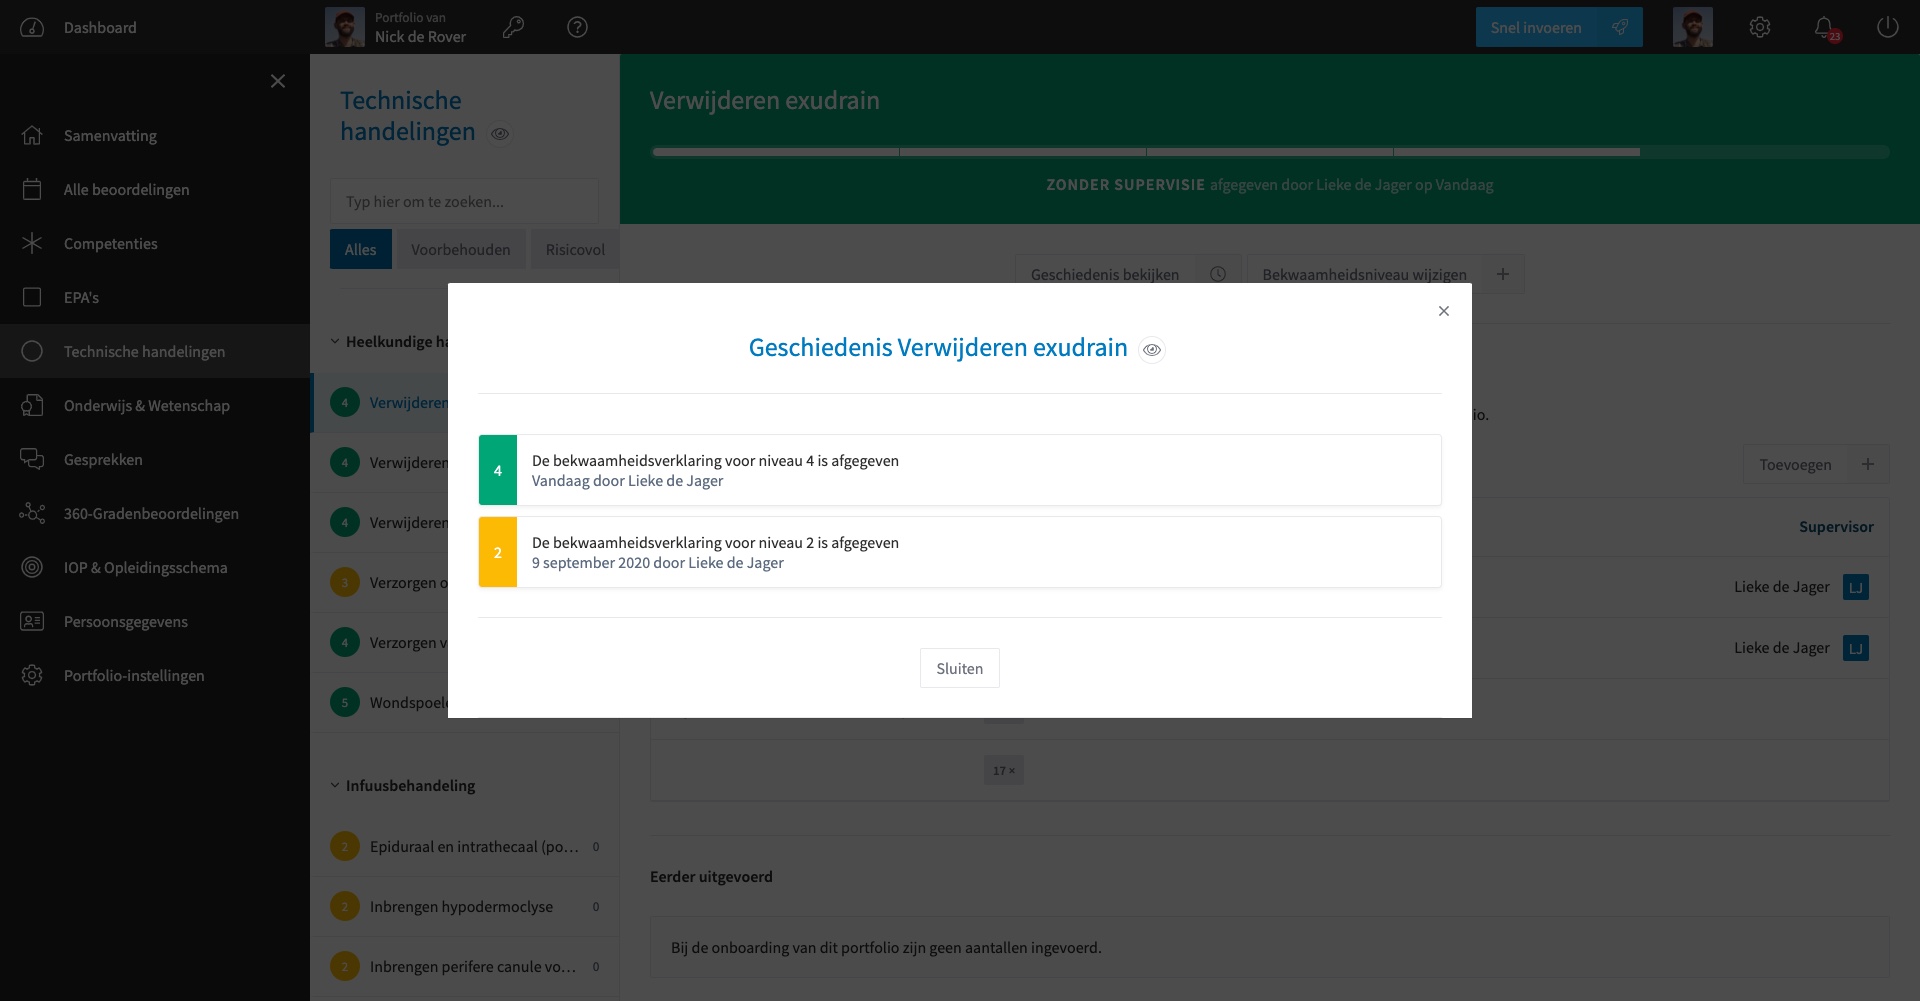 Dashboard
Portfolio van
Nick de Rover
Snel invoeren
23
Samenvatting
Alle beoordelingen
Competenties
EPA's
Technische handelingen
Onderwijs & Wetenschap
Gesprekken
360-Gradenbeoordelingen
IOP & Opleidingsschema
Persoonsgegevens
Portfolio-instellingen
Technische
handelingen
Typ hier om te zoeken...
Alles
Voorbehouden
Risicovol
Heelkundige
4 Verwijderen
4 Verwijderen
4 Verwijderen
3 Verzorgen
4 Verzorgen
5
Infuusbehandeling
2 Epiduraal en intrathecaal (po... 0
2 Inbrengen hypodermoclyse 0
2 Inbrengen perifere canule vo... 0
Verwijderen exudrain
ZONDER SUPERVISIE afgegeven door Lieke de Jager op Vandaag
Geschiedenis bekijken
Bekwaamheidsniveau wijzigen
Geschiedenis Verwijderen exudrain
4
De bekwaamheidsverklaring voor niveau 4 is afgegeven
Vandaag door Lieke de Jager
2
De bekwaamheidsverklaring voor niveau 2 is afgegeven
9 september 2020 door Lieke de Jager
Sluiten
Toevoegen
Supervisor
Lieke de Jager LJ
Lieke de Jager LJ
17 ×
Eerder uitgevoerd
Bij de onboarding van dit portfolio zijn geen aantallen ingevoerd.